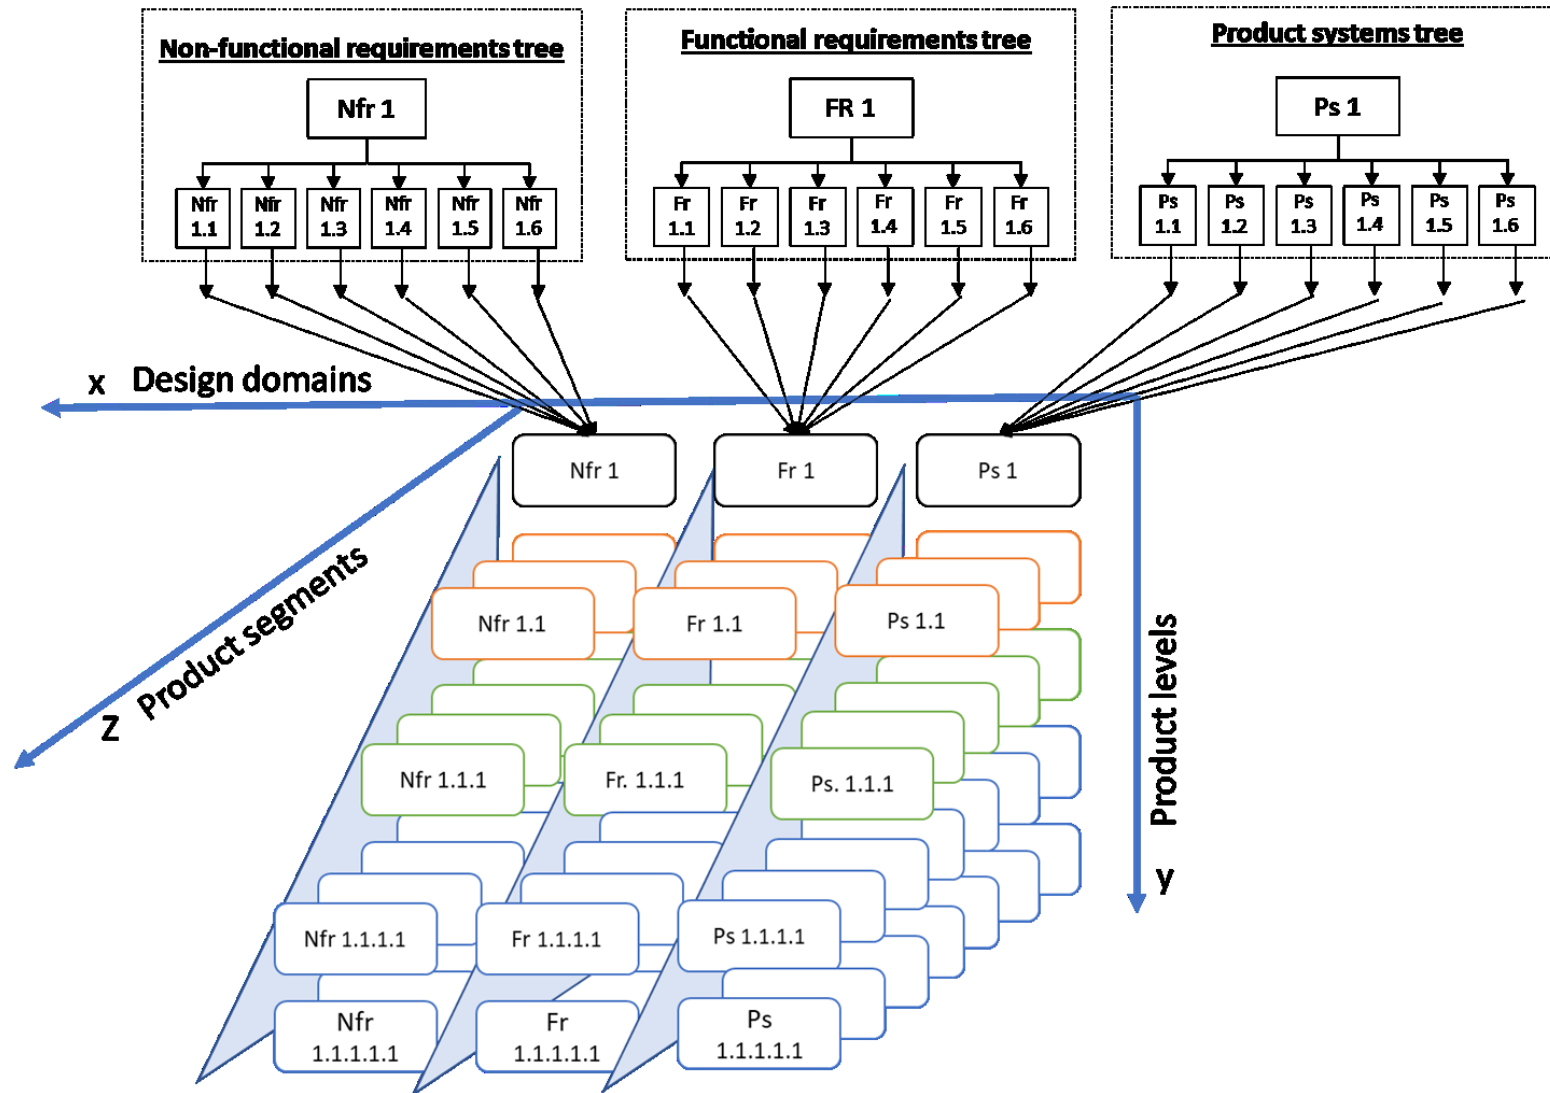 Non-functional requirements tree
Functional requirements tree
Product systems tree
Nfr 1
FR 1
Ps 1
Nfr
1.1
Nfr
1.2
Nfr
1.3
Nfr
1.4
Nfr
1.5
Nfr
1.6
Fr
1.1
Fr
1.2
Fr
1.3
Fr
1.4
Fr
1.5
Fr
1.6
Ps
1.1
Ps
1.2
Ps
1.3
Ps
1.4
Ps
1.5
Ps
1.6
x Design domains
Nfr 1
Fr 1
Ps 1
Z Product segments
Product levels
y
Nfr 1.1
Fr 1.1
Ps 1.1
Nfr 1.1.1
Fr. 1.1.1
Ps. 1.1.1
Nfr 1.1.1.1
Fr 1.1.1.1
Ps 1.1.1.1
Nfr
1.1.1.1.1
Fr
1.1.1.1.1
Ps
1.1.1.1.1